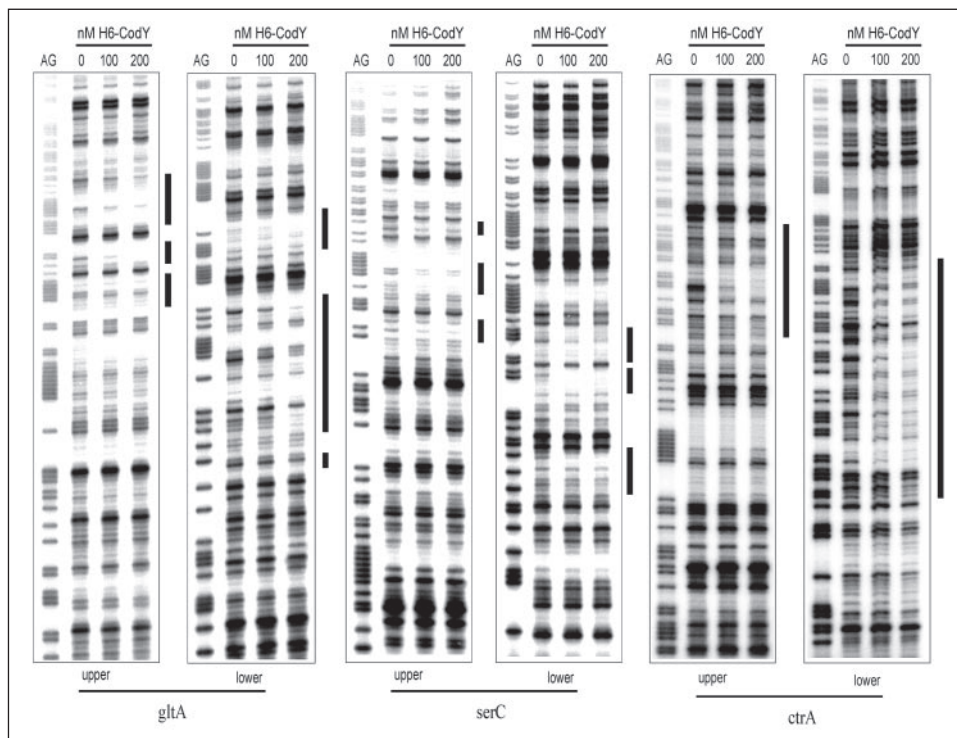 nM H6-CodY nM H6-CodY nM H6-CodY nM H6-CodY nM H6-CodY nM H6-CodY
AG 0 100 200 AG 0 100 200 AG 0 100 200 AG 0 100 200 AG 0 100 200 AG 0 100 200
upper lower upper lower upper lower
gltA serC ctrA